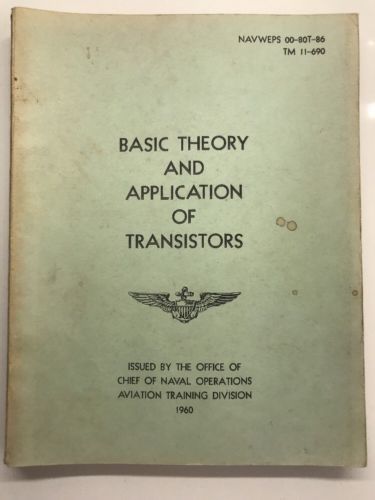 NAVWEPS 00-80T-86
TM 11-690
BASIC THEORY
AND
APPLICATION
OF
TRANSISTORS
ISSUED BY THE OFFICE OF
CHIEF OF NAVAL OPERATIONS
AVIATION TRAINING DIVISION
1960